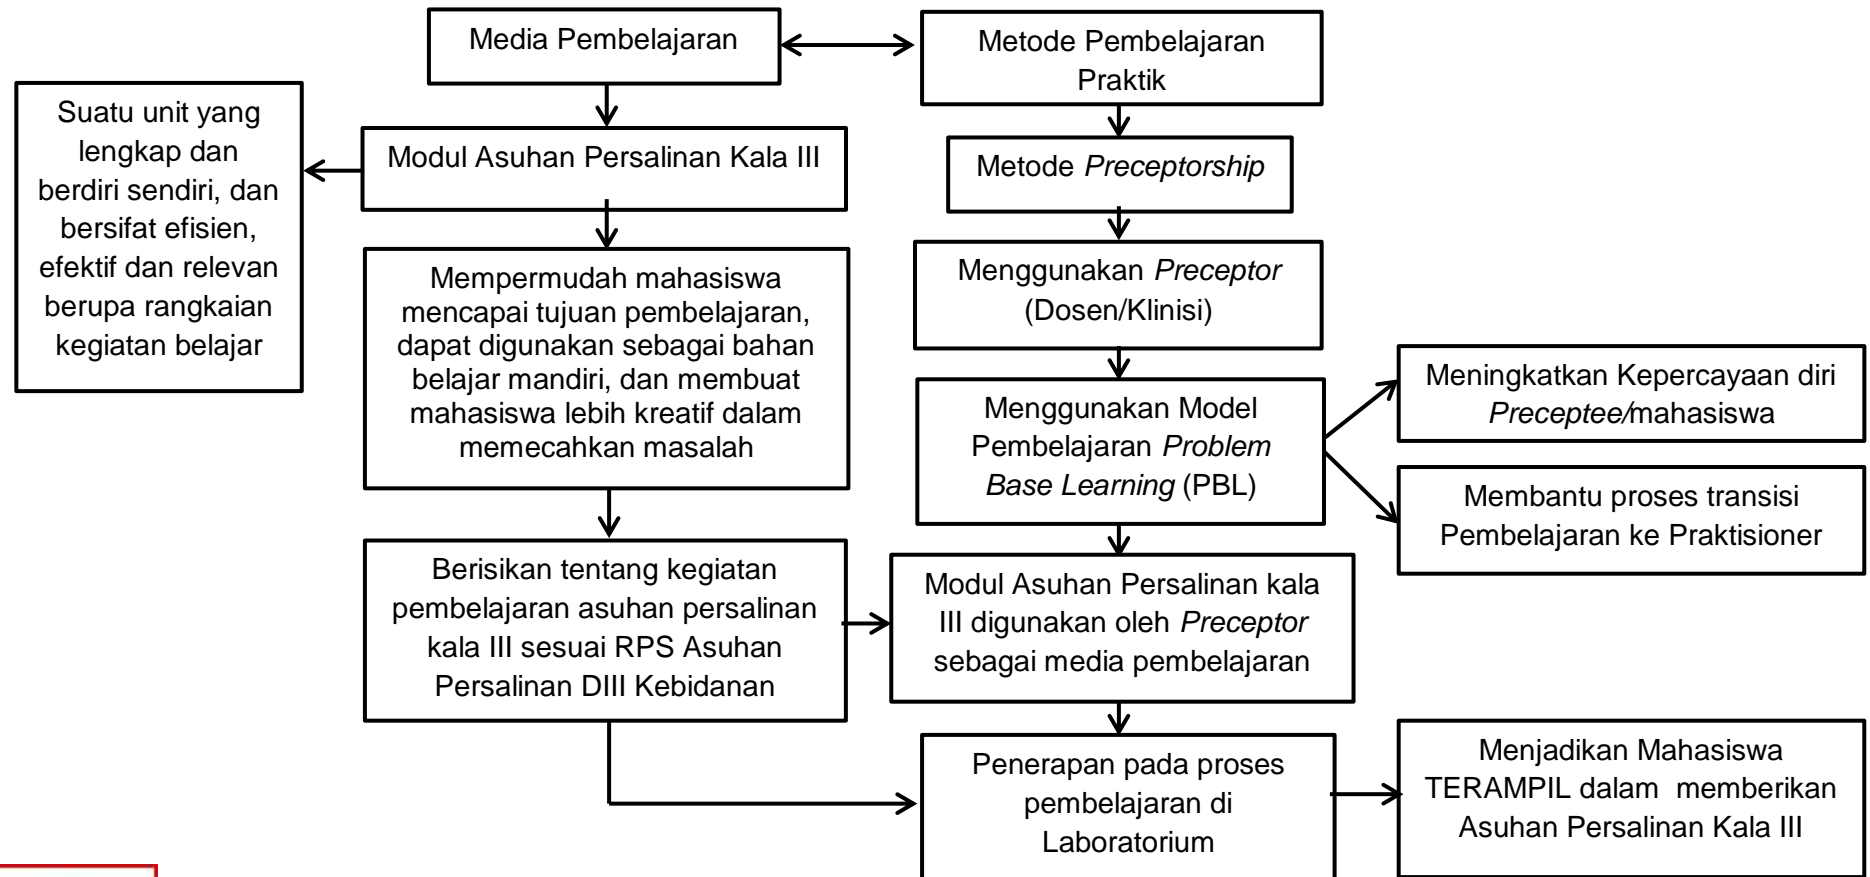 Media Pembelajaran
Metode Pembelajaran
Praktik
Suatu unit yang
lengkap dan
berdiri sendiri, dan
bersifat efisien,
efektif dan relevan
berupa rangkaian
kegiatan belajar
Modul Asuhan Persalinan Kala III
Metode Preceptorship
Mempermudah mahasiswa
mencapai tujuan pembelajaran,
dapat digunakan sebagai bahan
belajar mandiri, dan membuat
mahasiswa lebih kreatif dalam
memecahkan masalah
Menggunakan Preceptor
(Dosen/Klinisi)
Menggunakan Model
Pembelajaran Problem
Base Learning (PBL)
Meningkatkan Kepercayaan diri
Preceptee/mahasiswa
Membantu proses transisi
Pembelajaran ke Praktisioner
Berisikan tentang kegiatan
pembelajaran asuhan persalinan
kala III sesuai RPS Asuhan
Persalinan DIII Kebidanan
Modul Asuhan Persalinan kala
III digunakan oleh Preceptor
sebagai media pembelajaran
Penerapan pada proses
pembelajaran di
Laboratorium
Menjadikan Mahasiswa
TERAMPIL dalam memberikan
Asuhan Persalinan Kala III